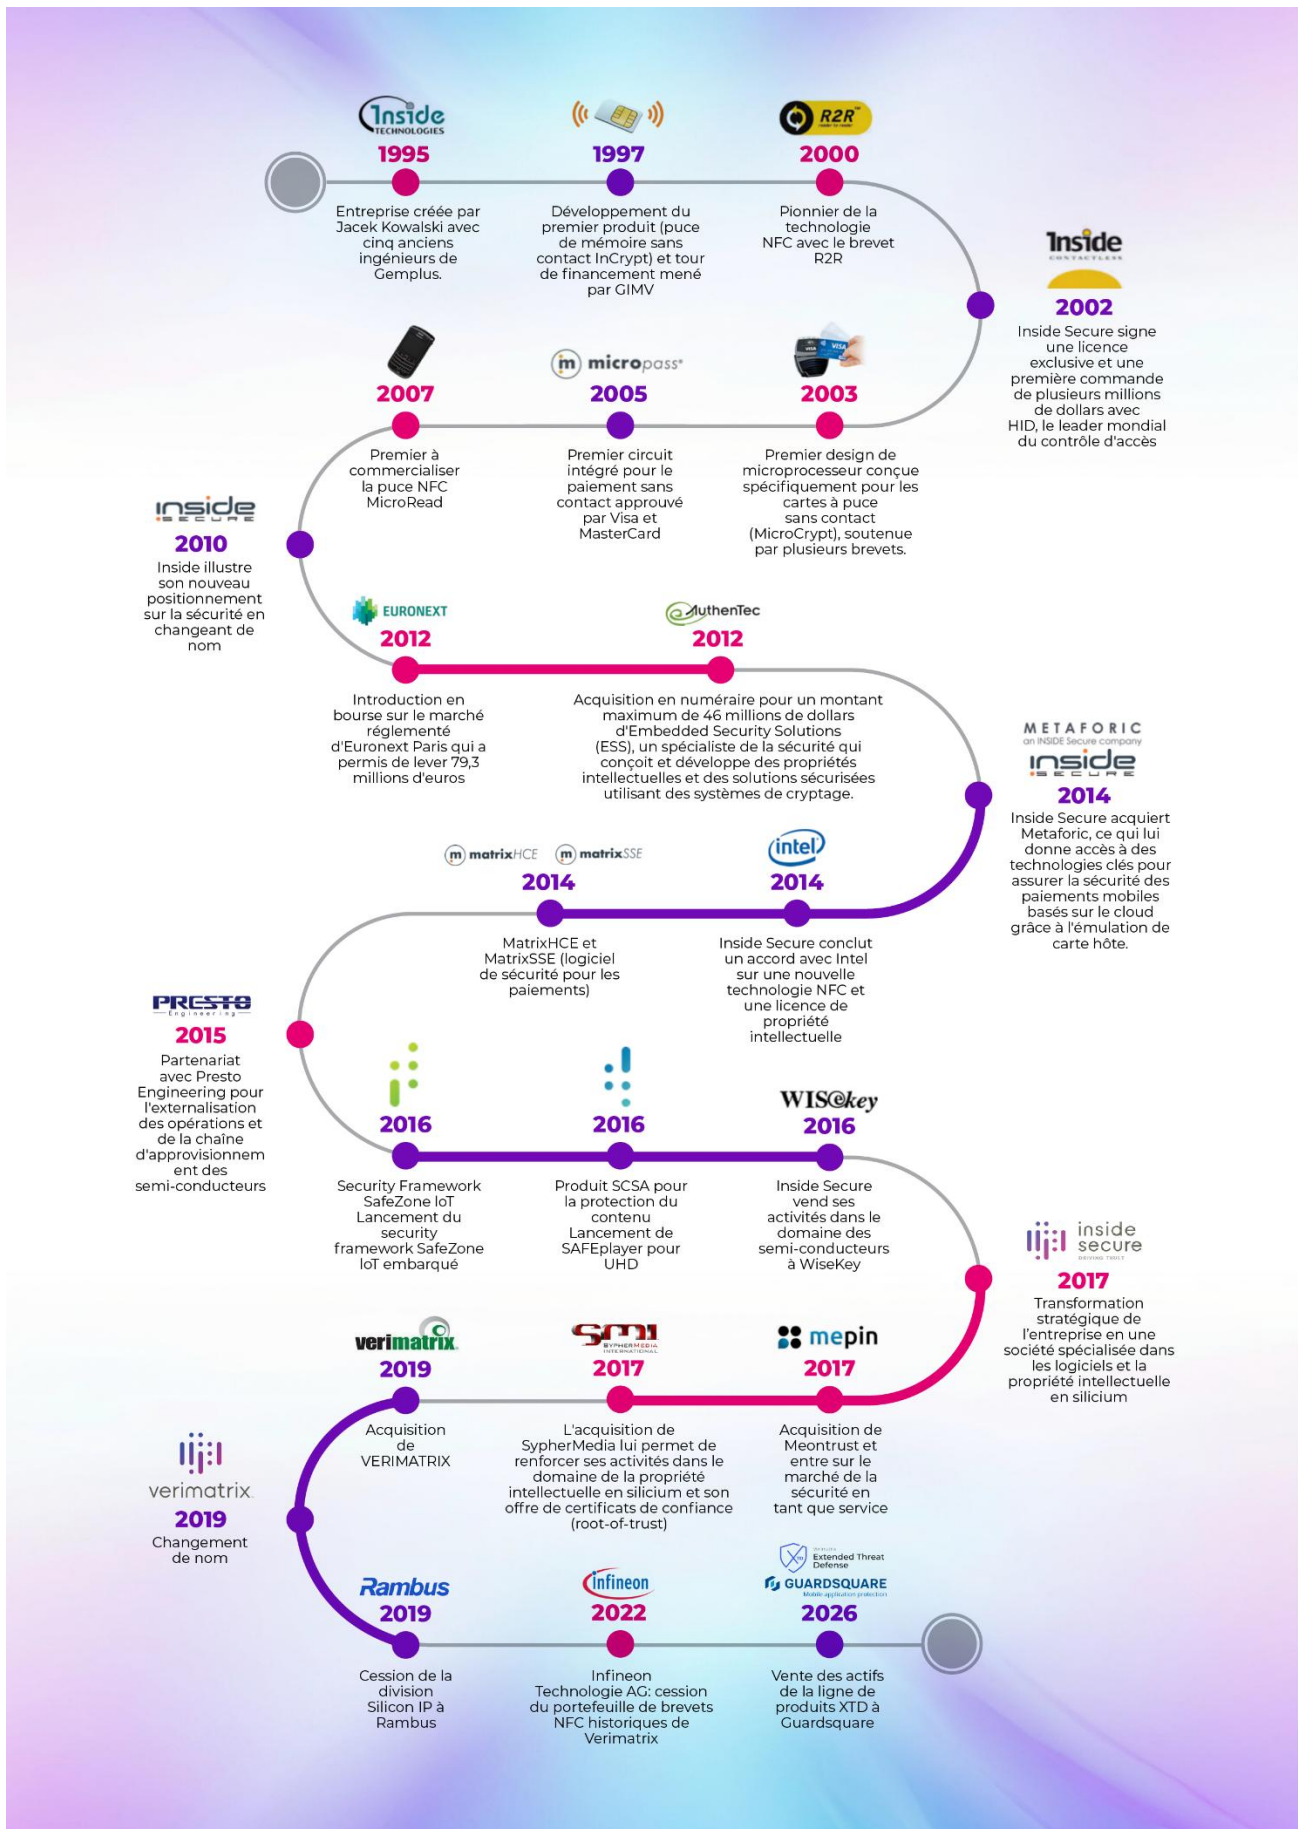 Inside
TECHNOLOGIES
1995
Entreprise créée par
Jacek Kowalski avec
cinq anciens
ingénieurs de
Gemplus.
1997
Développement du
premier produit (puce
de mémoire sans
contact InCrypt) et tour
de financement mené
par GIMV
R2R
2000
Pionnier de la
technologie
NFC avec le brevet
R2R
Inside
CONTACTLESS
2002
Inside Secure signe
une licence
exclusive et une
première commande
de plusieurs millions
de dollars avec
HID, le leader mondial
du contrôle d'accès
VISA
2003
Premier design de
microprocesseur conçue
spécifiquement pour les
cartes à puce
sans contact
(MicroCrypt), soutenue
par plusieurs brevets.
m micropass
2005
Premier circuit
intégré pour le
paiement sans
contact approuvé
par Visa et
MasterCard
2007
Premier à
commercialiser
la puce NFC
MicroRead
inside
SECURE
2010
Inside illustre
son nouveau
positionnement
sur la sécurité en
changeant de
nom
EURONEXT
2012
Introduction en
bourse sur le marché
réglementé
d'Euronext Paris qui a
permis de lever 79,3
millions d'euros
AuthenTec
2012
Acquisition en numéraire pour un montant
maximum de 46 millions de dollars
d'Embedded Security Solutions
(ESS), un spécialiste de la sécurité qui
conçoit et développe des propriétés
intellectuelles et des solutions sécurisées
utilisant des systèmes de cryptage.
METAFORIC
an INSIDE Secure company
inside
SECURE
2014
Inside Secure acquiert
Metaforic, ce qui lui
donne accès à des
technologies clés pour
assurer la sécurité des
paiements mobiles
basés sur le cloud
grâce à l'émulation de
carte hôte.
intel
2014
Inside Secure conclut
un accord avec Intel
sur une nouvelle
technologie NFC et
une licence de
propriété
intellectuelle
m matrixHCE m matrixSSE
2014
MatrixHCE et
MatrixSSE (logiciel
de sécurité pour les
paiements)
PRESTO
Engineering
2015
Partenariat
avec Presto
Engineering pour
l'externalisation
des opérations et
de la chaîne
d'approvisionnem
ent des
semi-conducteurs
2016
Security Framework
SafeZone IoT
Lancement du
security
framework SafeZone
IoT embarqué
2016
Produit SCSA pour
la protection du
contenu
Lancement de
SAFEplayer pour
UHD
WISekey
2016
Inside Secure
vend ses
activités dans le
domaine des
semi-conducteurs
à WiseKey
inside
secure
DRIVING TRUST
2017
Transformation
stratégique de
l'entreprise en une
société spécialisée dans
les logiciels et la
propriété intellectuelle
en silicium
mepin
2017
Acquisition de
Meontrust et
entre sur le
marché de la
sécurité en
tant que service
SMI
SYPHERMEDIA
INTERNATIONAL
2017
L'acquisition de
SypherMedia lui permet de
renforcer ses activités dans le
domaine de la propriété
intellectuelle en silicium et son
offre de certificats de confiance
(root-of-trust)
verimatrix
2019
Acquisition
de
VERIMATRIX
verimatrix
2019
Changement
de nom
Rambus
2019
Cession de la
division
Silicon IP à
Rambus
infineon
2022
Infineon
Technologie AG: cession
du portefeuille de brevets
NFC historiques de
Verimatrix
Extended Threat
Defense
GUARDSQUARE
Mobile application protection
2026
Vente des actifs
de la ligne de
produits XTD à
Guardsquare